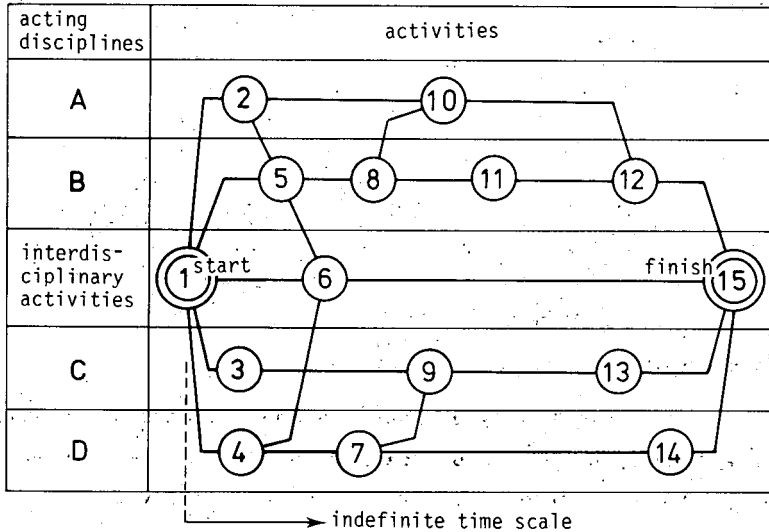 acting
disciplines
activities
A
2
10
B
5
8
11
12
interdis-
ciplinary
activities
1
start
6
finish
15
C
3
9
13
D
4
7
14
indefinite time scale